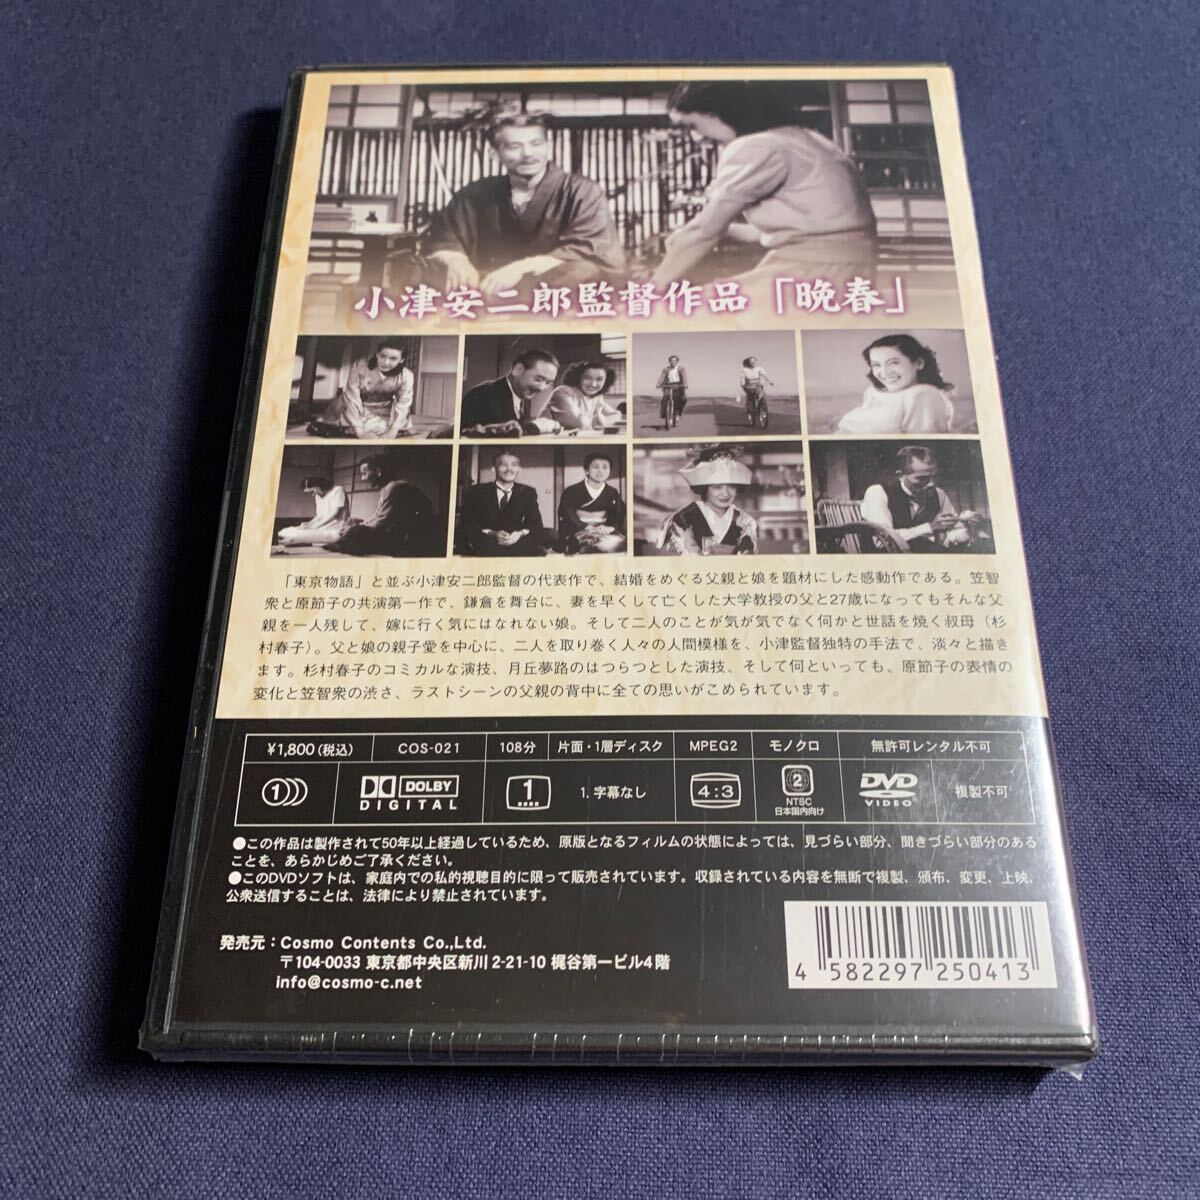 小津安二郎監督作品「晩春」
「東京物語」と並ぶ小津安二郎監督の代表作で、結婚をめぐる父親と娘を題材にした感動作である。笠智
衆と原節子の共演第一作で、鎌倉を舞台に、妻を早くして亡くした大学教授の父と27歳になってもそんな父
親を一人残して、嫁に行く気にはなれない娘。そして二人のことが気が気でなく何かと世話を焼く叔母(杉
村春子)。父と娘の親子愛を中心に、二人を取り巻く人々の人間模様を、小津監督独特の手法で、淡々と描き
ます。杉村春子のコミカルな演技、月丘夢路のはつらつとした演技、そして何といっても、原節子の表情の
変化と笠智衆の渋さ、ラストシーンの父親の背中に全ての思いがこめられています。
¥1,800(税込) COS-021 108分 片面・1層ディスク MPEG2 モノクロ 無許可レンタル不可
1 DOLBY DIGITAL 1 1. 字幕なし 4:3 2 NTSC 日本国内向け DVD VIDEO 複製不可
●この作品は製作されて50年以上経過しているため、原版となるフィルムの状態によっては、見づらい部分、聞きづらい部分のある
ことを、あらかじめご了承ください。
●このDVDソフトは、家庭内での私的視聴目的に限って販売されています。収録されている内容を無断で複製、頒布、変更、上映、
公衆送信することは、法律により禁止されています。
発売元:Cosmo Contents Co.,Ltd.
〒104-0033 東京都中央区新川2-21-10 梶谷第一ビル4階
info@cosmo-c.net
4 582297 250413